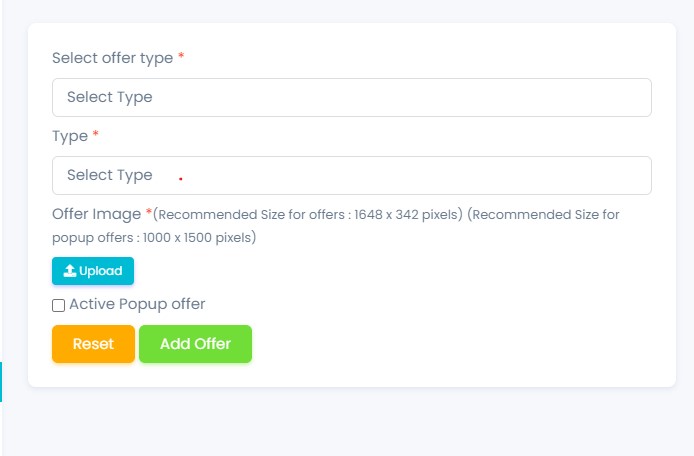 Select offer type *
Select Type
Type *
Select Type
Offer Image *(Recommended Size for offers : 1648 x 342 pixels) (Recommended Size for
popup offers : 1000 x 1500 pixels)
Upload
Active Popup offer
Reset Add Offer